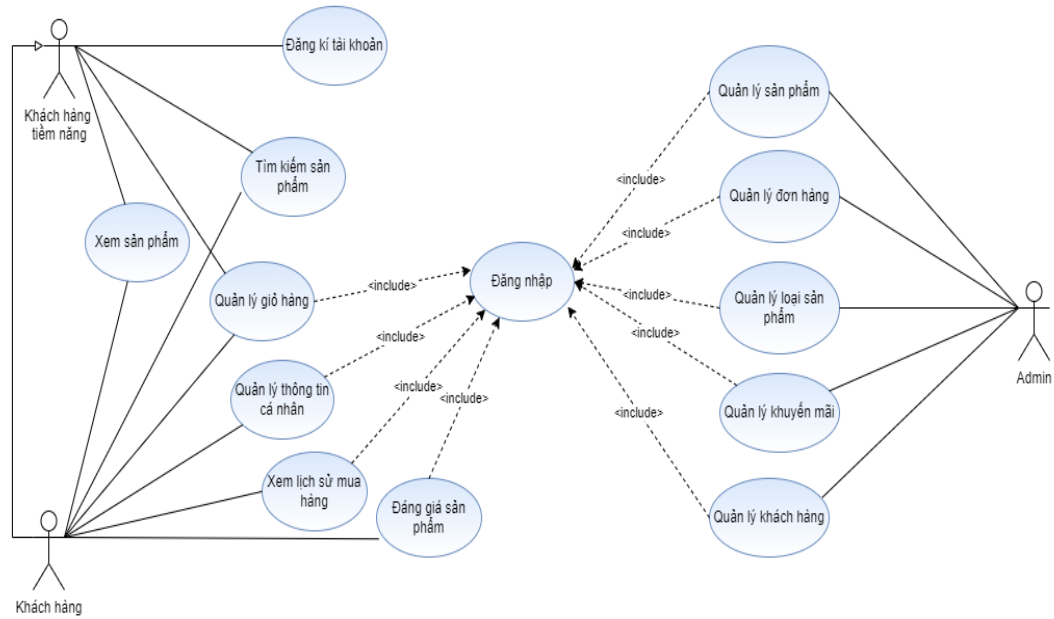 Đăng kí tài khoản
Khách hàng
tiềm năng
Tìm kiếm sản
phẩm
Xem sản phẩm
Quản lý giỏ hàng
Quản lý thông tin
cá nhân
Xem lịch sử mua
hàng
Đáng giá sản
phẩm
Khách hàng
<include>
<include>
<include>
<include>
Đăng nhập
<include>
<include>
<include>
<include>
<include>
Quản lý sản phẩm
Quản lý đơn hàng
Quản lý loại sản
phẩm
Quản lý khuyến mãi
Quản lý khách hàng
Admin